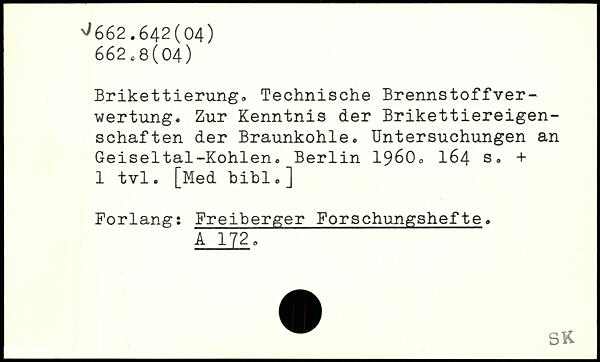 √662.642(04)
662.8(04)
Brikettierung. Technische Brennstoffver-
wertung. Zur Kenntnis der Brikettiereigen-
schaften der Braunkohle. Untersuchungen an
Geiseltal-Kohlen. Berlin 1960. 164 s. +
1 tvl. [Med bibl.]
Forlang: Freiberger Forschungshefte.
A 172.
SK